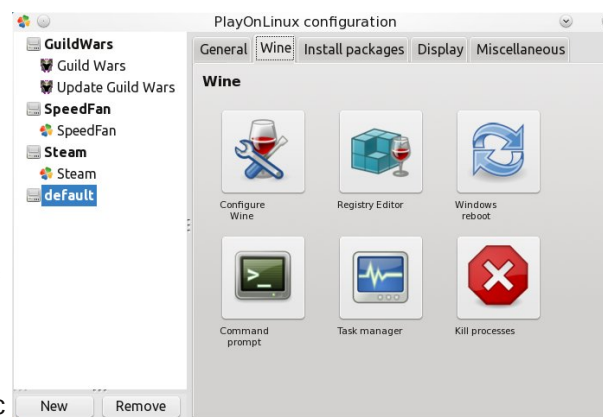 PlayOnLinux configuration
GuildWars
Guild Wars
Update Guild Wars
SpeedFan
SpeedFan
Steam
Steam
default
General Wine Install packages Display Miscellaneous
Wine
Configure
Wine
Registry Editor
Windows
reboot
Command
prompt
Task manager
Kill processes
c
New Remove